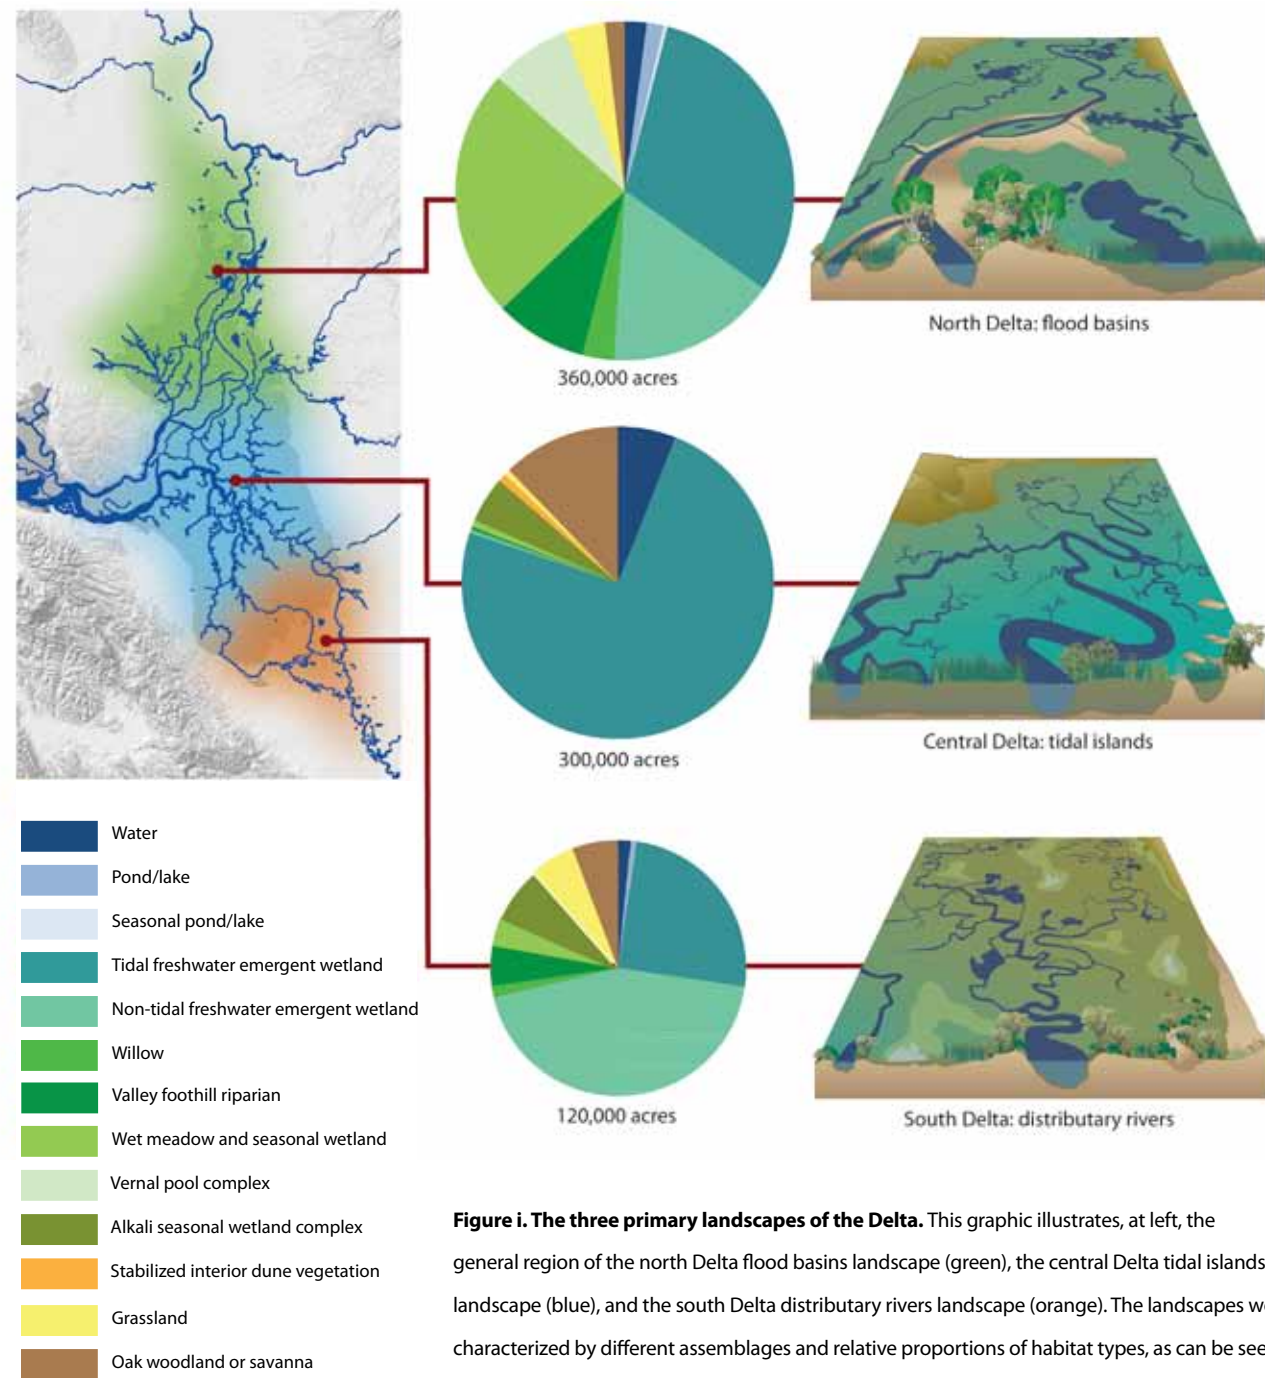 360,000 acres
North Delta: flood basins
300,000 acres
Central Delta: tidal islands
120,000 acres
South Delta: distributary rivers
Water
Pond/lake
Seasonal pond/lake
Tidal freshwater emergent wetland
Non-tidal freshwater emergent wetland
Willow
Valley foothill riparian
Wet meadow and seasonal wetland
Vernal pool complex
Alkali seasonal wetland complex
Stabilized interior dune vegetation
Grassland
Oak woodland or savanna
Figure i. The three primary landscapes of the Delta. This graphic illustrates, at left, the
general region of the north Delta flood basins landscape (green), the central Delta tidal islands
landscape (blue), and the south Delta distributary rivers landscape (orange). The landscapes
characterized by different assemblages and relative proportions of habitat types, as can be